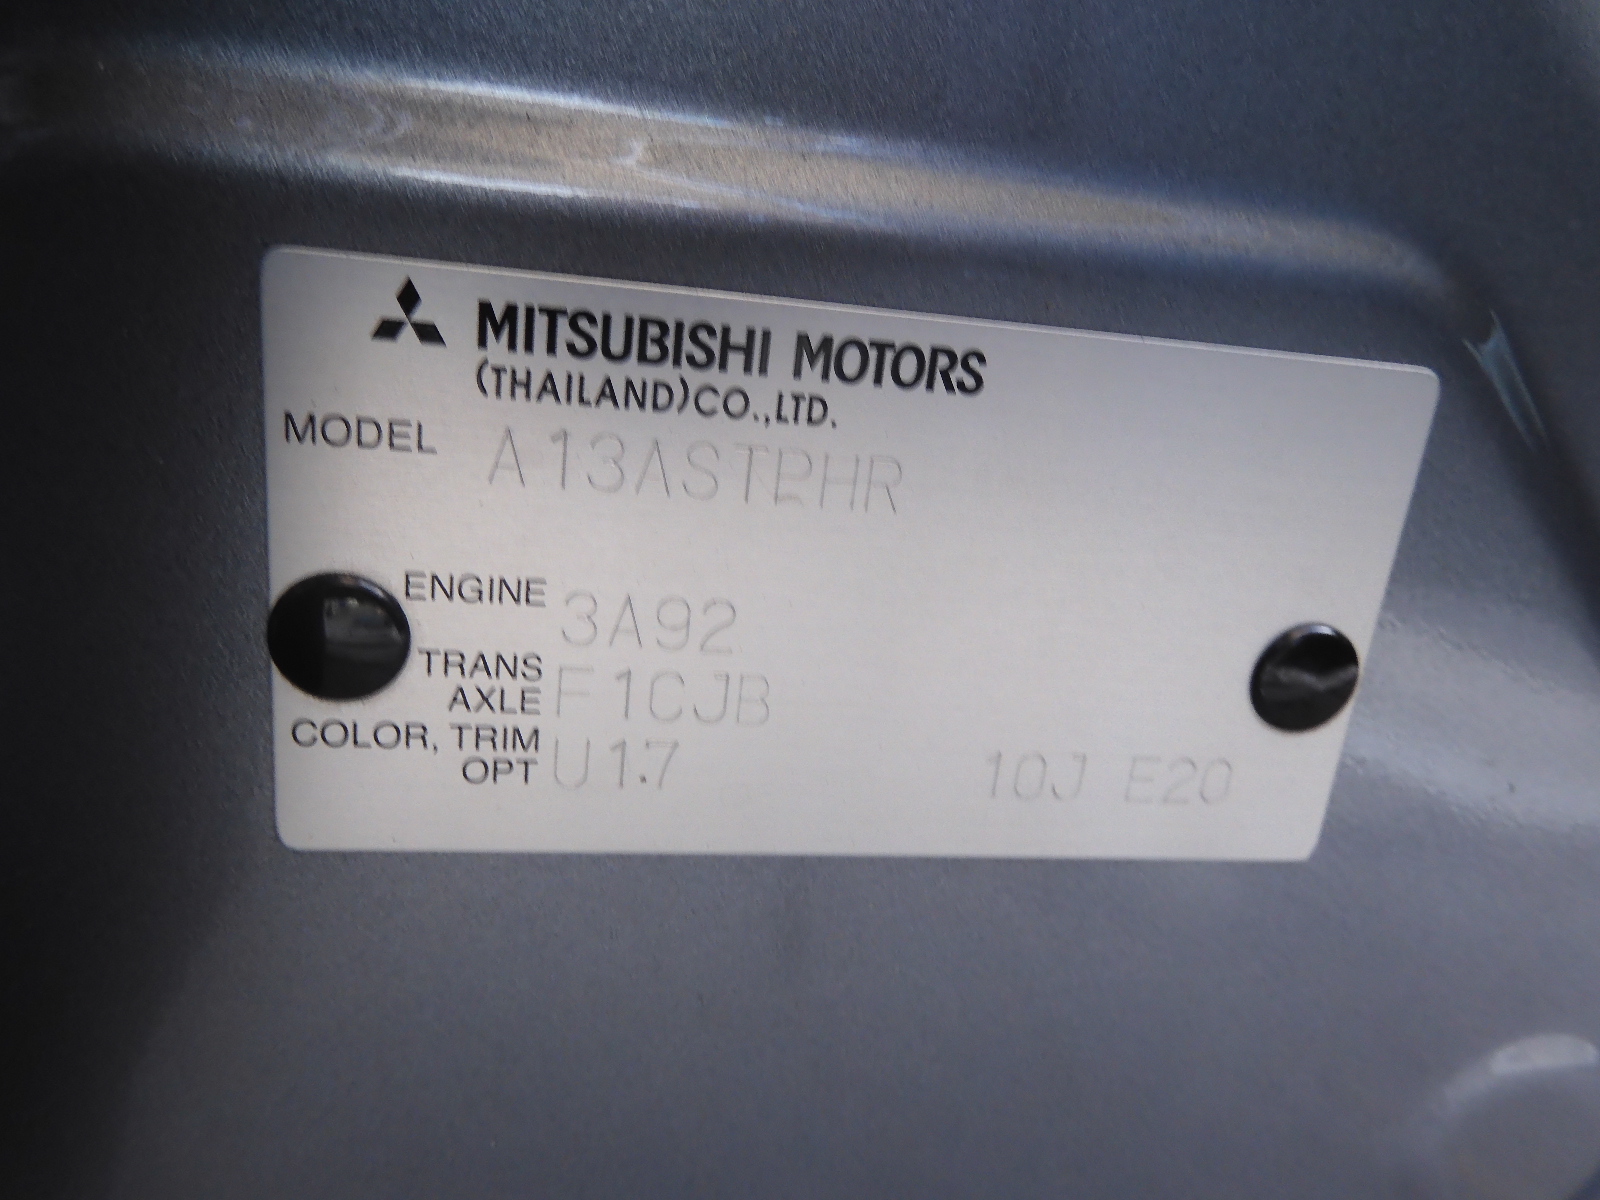 MITSUBISHI MOTORS
(THAILAND)CO.,LTD.
MODEL A13ASTPHR
ENGINE 3A92
TRANS
AXLE F1CJB
COLOR, TRIM
OPT U17 10J E20